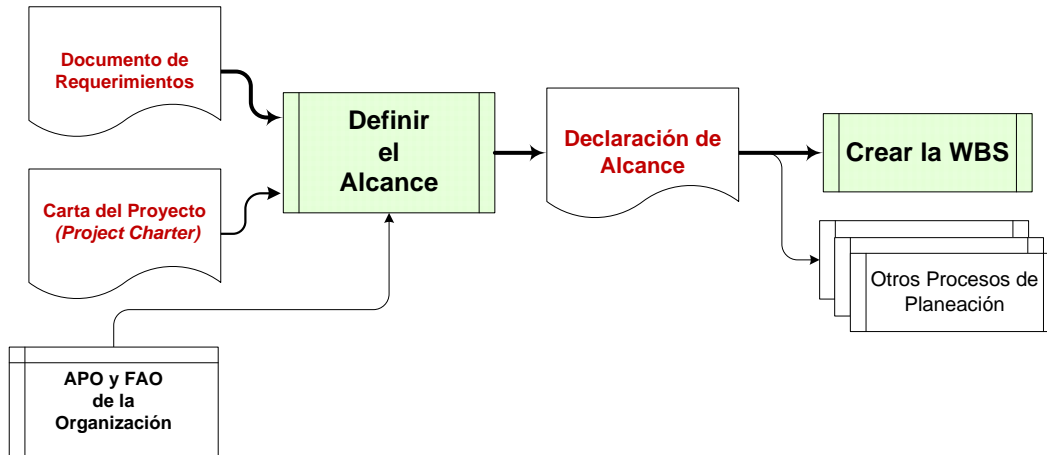 Documento de
Requerimientos
Definir
el
Alcance
Declaración de
Alcance
Crear la WBS
Carta del Proyecto
(Project Charter)
Otros Procesos de
Planeación
APO y FAO
de la
Organización